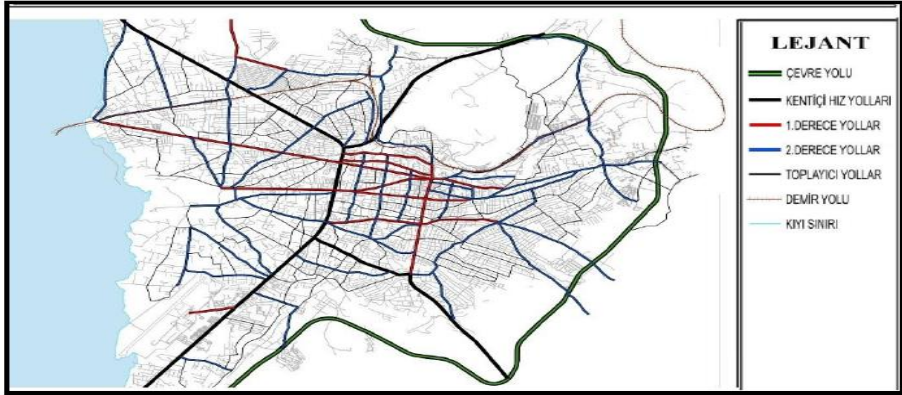 LEJANT
ÇEVRE YOLU
KENTİÇİ HIZ YOLLARI
1.DERECE YOLLAR
2.DERECE YOLLAR
TOPLAYICI YOLLAR
DEMİR YOLU
KIYI SINIRI